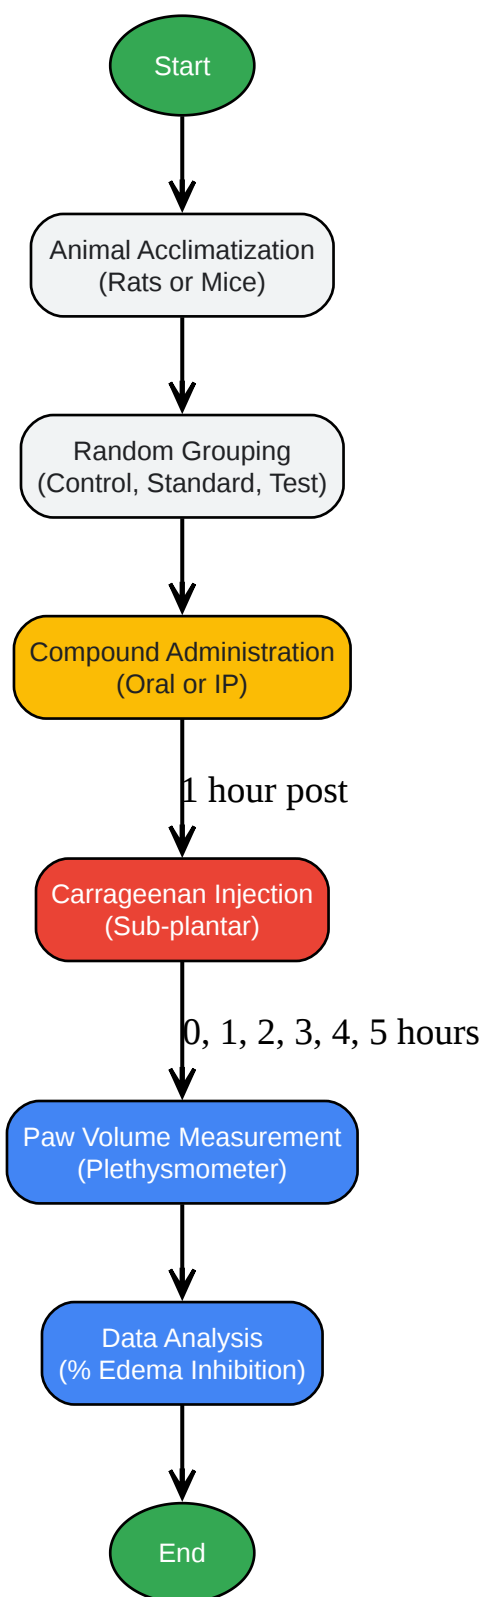 Start
Animal Acclimatization
(Rats or Mice)
Random Grouping
(Control, Standard, Test)
Compound Administration
(Oral or IP)
1 hour post
Carrageenan Injection
(Sub-plantar)
0, 1, 2, 3, 4, 5 hours
Paw Volume Measurement
(Plethysmometer)
Data Analysis
(% Edema Inhibition)
End